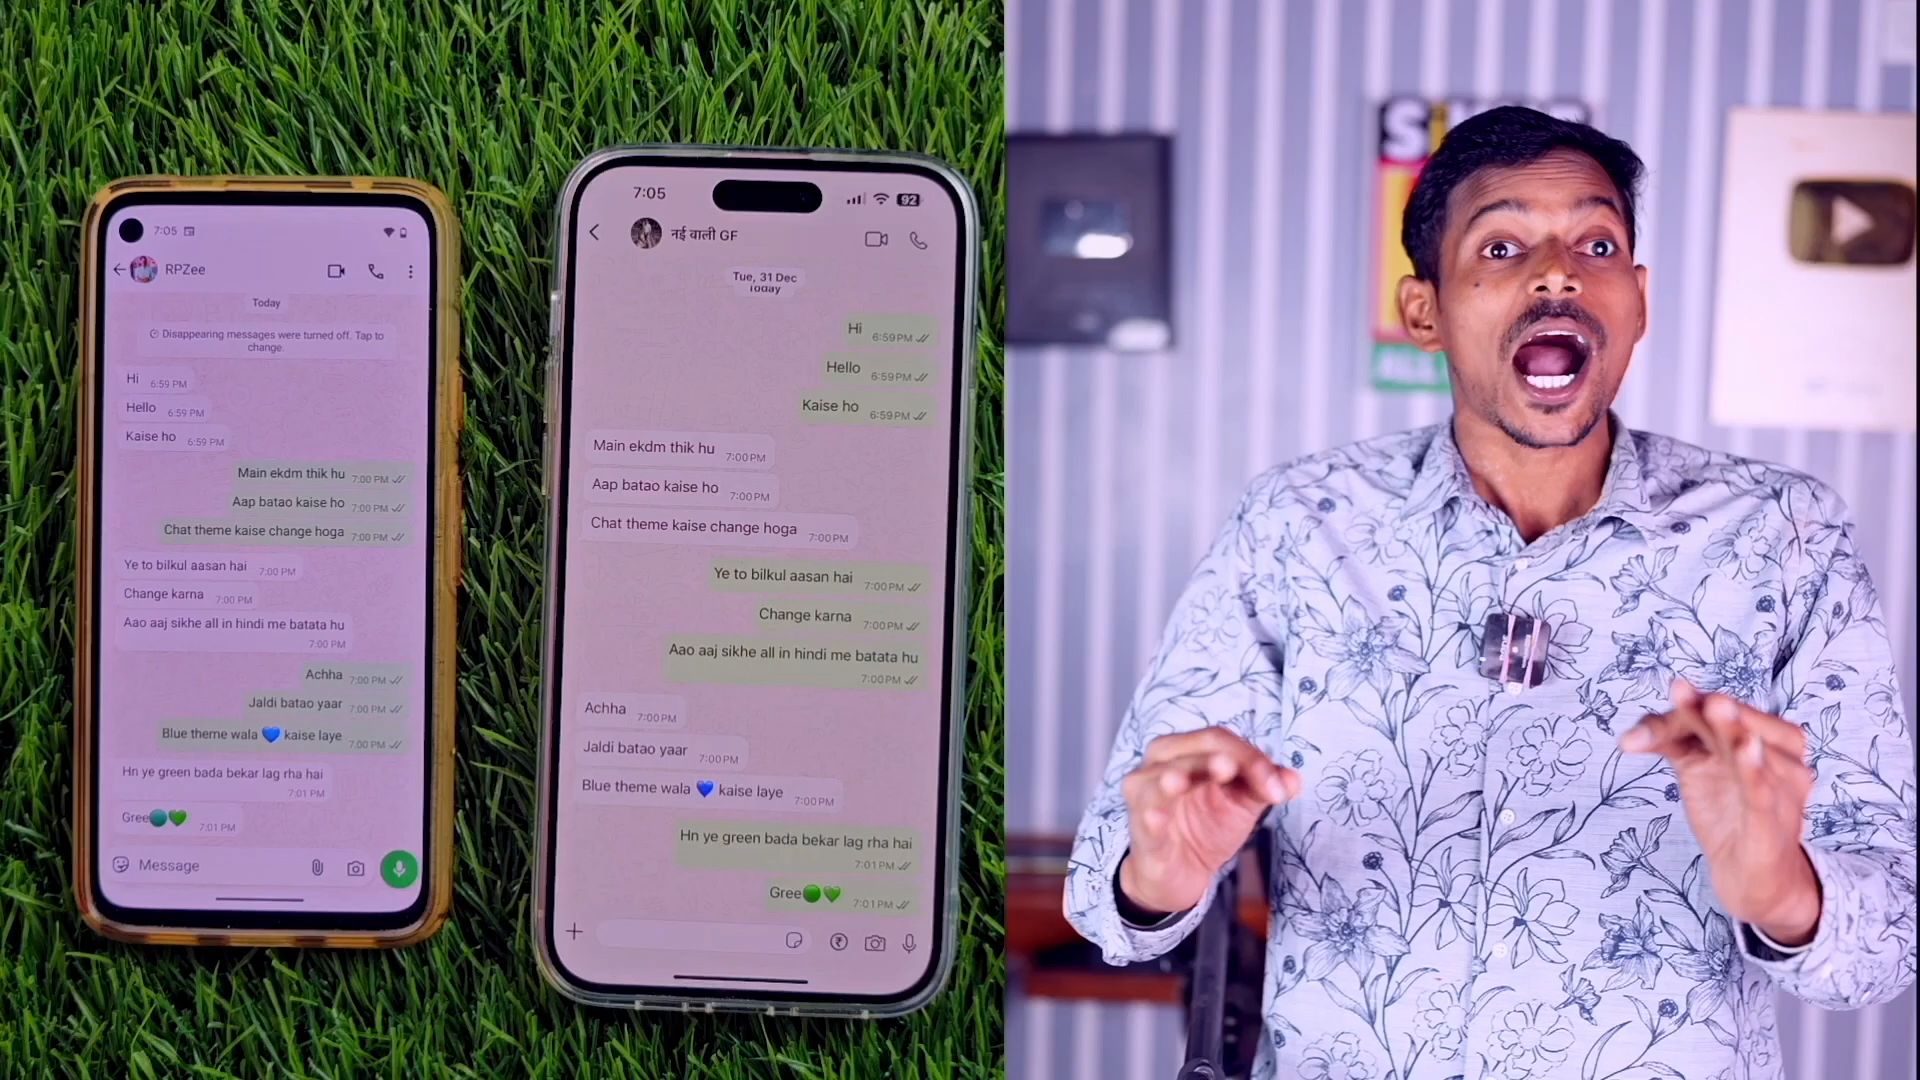 7:05
RPZee
Today
Disappearing messages were turned off. Tap to
change.
Hi 6:59 PM
Hello 6:59 PM
Kaise ho 6:59 PM
Main ekdm thik hu 7:00 PM
Aap batao kaise ho 7:00 PM
Chat theme kaise change hoga 7:00 PM
Ye to bilkul aasan hai 7:00 PM
Change karna 7:00 PM
Aao aaj sikhe all in hindi me batata hu
7:00 PM
Achha 7:00 PM
Jaldi batao yaar 7:00 PM
Blue theme wala 💙 kaise laye 7:00 PM
Hn ye green bada bekar lag rha hai
7:01 PM
Gree🟢💚 7:01 PM
Message
7:05
92
नई वाली GF
Tue, 31 Dec
Today
Hi 6:59 PM
Hello 6:59 PM
Kaise ho 6:59 PM
Main ekdm thik hu 7:00 PM
Aap batao kaise ho 7:00 PM
Chat theme kaise change hoga 7:00 PM
Ye to bilkul aasan hai 7:00 PM
Change karna 7:00 PM
Aao aaj sikhe all in hindi me batata hu
7:00 PM
Achha 7:00 PM
Jaldi batao yaar 7:00 PM
Blue theme wala 💙 kaise laye 7:00 PM
Hn ye green bada bekar lag rha hai
7:01 PM
Gree🟢💚 7:01 PM